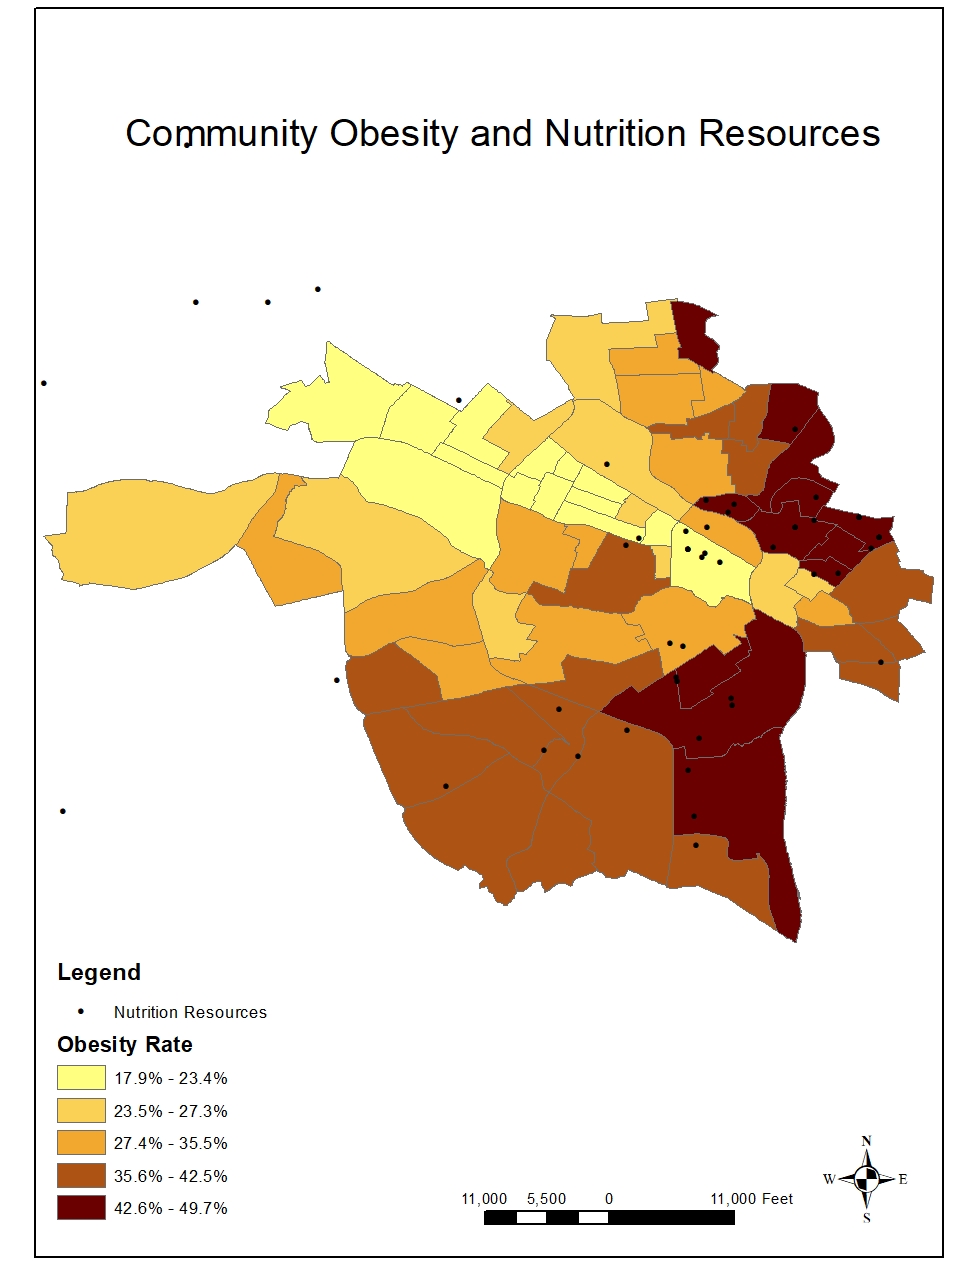 Community Obesity and Nutrition Resources
Legend
Nutrition Resources
Obesity Rate
17.9% - 23.4%
23.5% - 27.3%
27.4% - 35.5%
35.6% - 42.5%
42.6% - 49.7%
11,000 5,500 0 11,000 Feet
N
W E
S